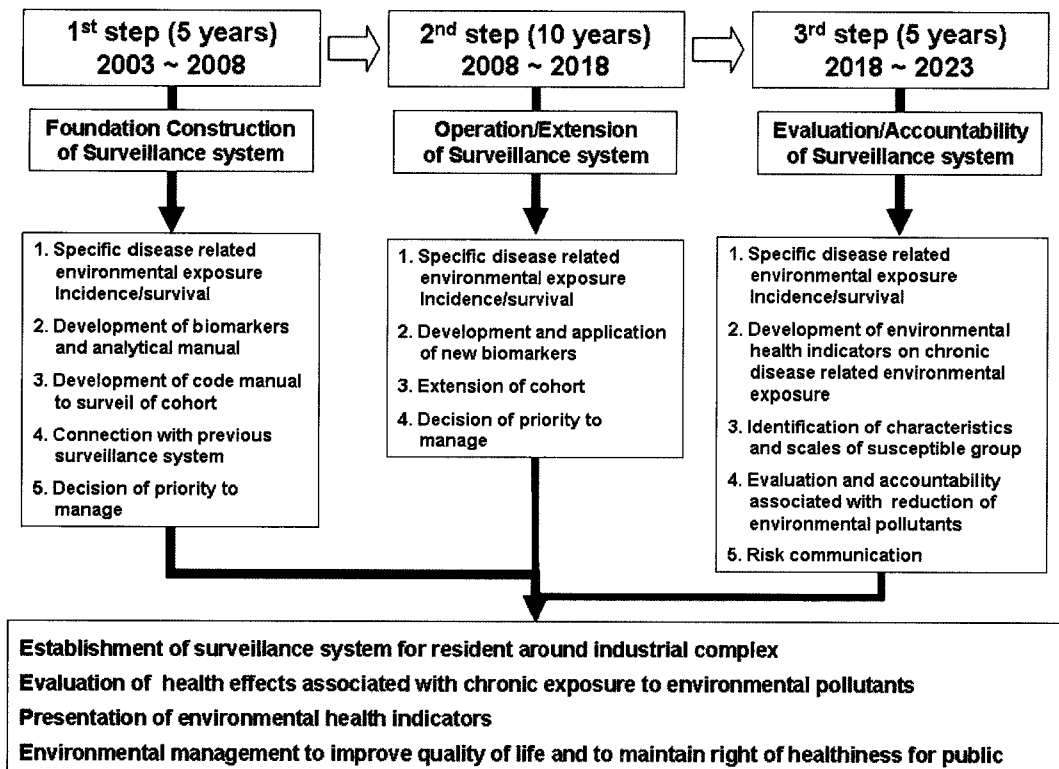 1st step (5 years)
2003 ~ 2008
2nd step (10 years)
2008 ~ 2018
3rd step (5 years)
2018 ~ 2023
Foundation Construction
of Surveillance system
Operation/Extension
of Surveillance system
Evaluation/Accountability
of Surveillance system
1. Specific disease related
environmental exposure
Incidence/survival
2. Development of biomarkers
and analytical manual
3. Development of code manual
to surveil of cohort
4. Connection with previous
surveillance system
5. Decision of priority to
manage
1. Specific disease related
environmental exposure
Incidence/survival
2. Development and application
of new biomarkers
3. Extension of cohort
4. Decision of priority to
manage
1. Specific disease related
environmental exposure
Incidence/survival
2. Development of environmental
health indicators on chronic
disease related environmental
exposure
3. Identification of characteristics
and scales of susceptible group
4. Evaluation and accountability
associated with reduction of
environmental pollutants
5. Risk communication
Establishment of surveillance system for resident around industrial complex
Evaluation of health effects associated with chronic exposure to environmental pollutants
Presentation of environmental health indicators
Environmental management to improve quality of life and to maintain right of healthiness for public